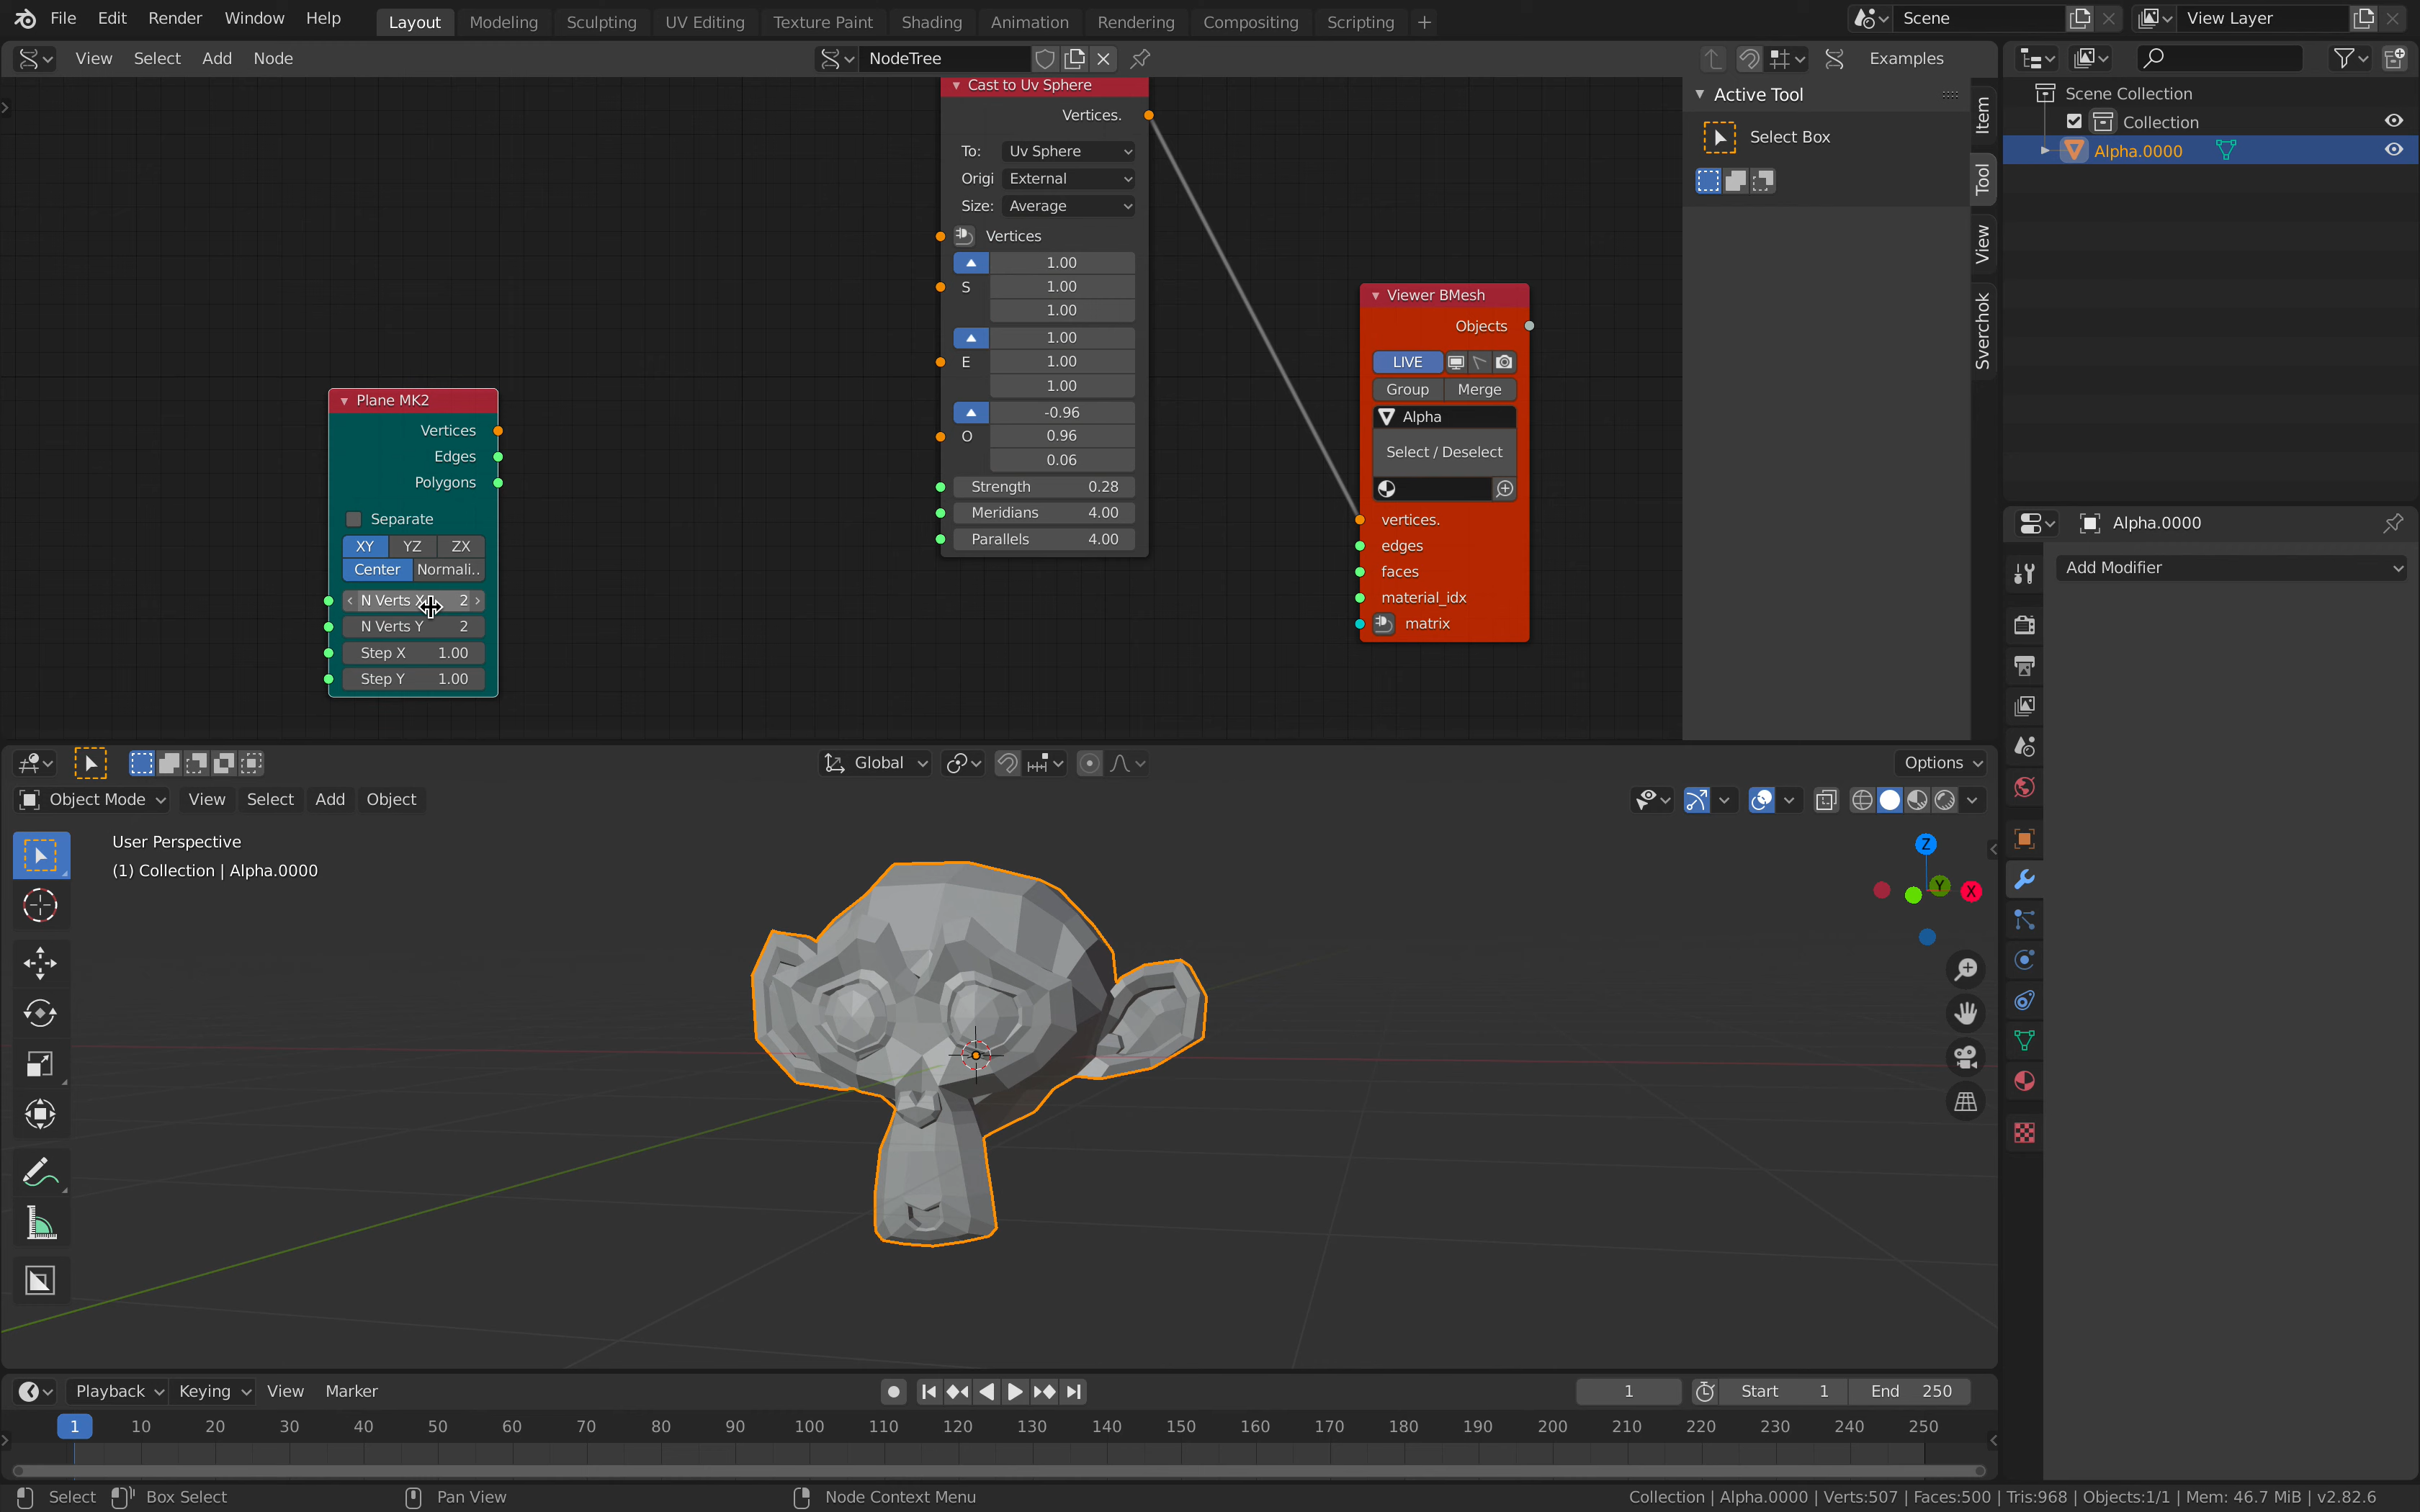 File Edit Render Window Help Layout Modeling Sculpting UV Editing Texture Paint Shading Animation Rendering Compositing Scripting + Scene View Layer
View Select Add Node NodeTree Examples
Cast to Uv Sphere
Vertices.
To: Uv Sphere
Origi External
Size: Average
Vertices
1.00
S 1.00
1.00
1.00
E 1.00
1.00
-0.96
O 0.96
0.06
Strength 0.28
Meridians 4.00
Parallels 4.00
Plane MK2
Vertices
Edges
Polygons
Separate
XY YZ ZX
Center Normali..
N Verts X 2
N Verts Y 2
Step X 1.00
Step Y 1.00
Viewer BMesh
Objects
LIVE
Group Merge
Alpha
Select / Deselect
vertices.
edges
faces
material_idx
matrix
Active Tool
Select Box
Item
Tool
View
Sverchok
Scene Collection
Collection
Alpha.0000
Alpha.0000
Add Modifier
Global Options
Object Mode View Select Add Object
User Perspective
(1) Collection | Alpha.0000
Z
Y
X
Playback Keying View Marker 1 Start 1 End 250
1 10 20 30 40 50 60 70 80 90 100 110 120 130 140 150 160 170 180 190 200 210 220 230 240 250
Select Box Select Pan View Node Context Menu Collection | Alpha.0000 | Verts:507 | Faces:500 | Tris:968 | Objects:1/1 | Mem: 46.7 MiB | v2.82.6